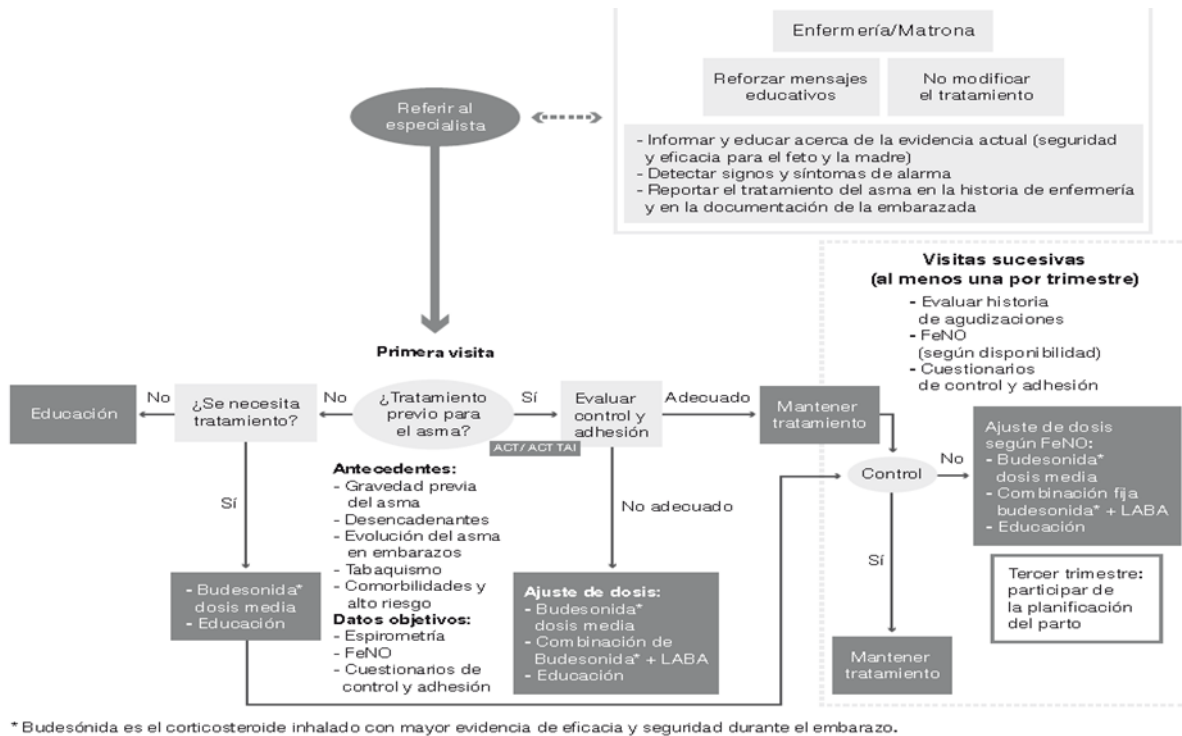 Enfermería/Matrona
Reforzar mensajes
educativos
No modificar
el tratamiento
- Informar y educar acerca de la evidencia actual (seguridad
y eficacia para el feto y la madre)
- Detectar signos y síntomas de alarma
- Reportar el tratamiento del asma en la historia de enfermería
y en la documentación de la embarazada
Referir al
especialista
Primera visita
¿Tratamiento
previo para
el asma?
No
¿Se necesita
tratamiento?
No
Educación
Sí
- Budesonida*
dosis media
- Educación
Antecedentes:
- Gravedad previa
del asma
- Desencadenantes
- Evolución del asma
en embarazos
- Tabaquismo
- Comorbilidades y
alto riesgo
Datos objetivos:
- Espirometría
- FeNO
- Cuestionarios de
control y adhesión
Sí
ACT/ ACT TAI
Evaluar
control y
adhesión
Adecuado
Mantener
tratamiento
No adecuado
Ajuste de dosis:
- Budesonida*
dosis media
- Combinación de
Budesonida* + LABA
- Educación
Visitas sucesivas
(al menos una por trimestre)
- Evaluar historia
de agudizaciones
- FeNO
(según disponibilidad)
- Cuestionarios
de control y adhesión
Control
No
Ajuste de dosis
según FeNO:
- Budesonida*
dosis media
- Combinación fija
budesonida* + LABA
- Educación
Sí
Mantener
tratamiento
Tercer trimestre:
participar de
la planificación
del parto
* Budesónida es el corticosteroide inhalado con mayor evidencia de eficacia y seguridad durante el embarazo.